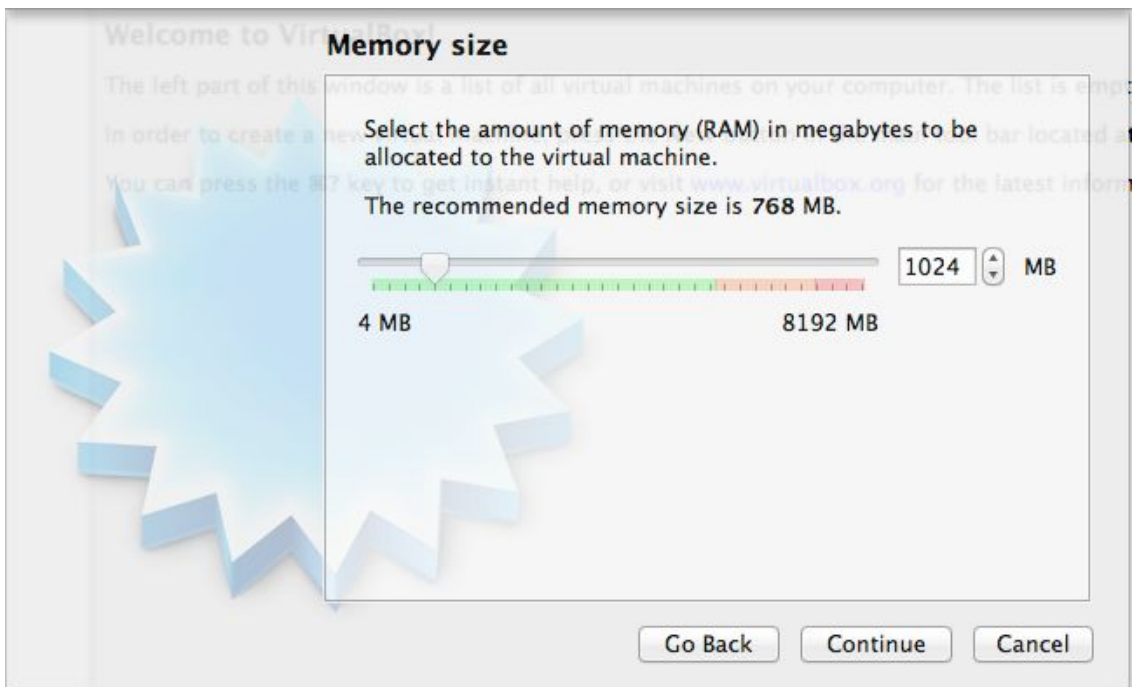 Welcome to VirtualBox!
Memory size
The left part of this window is a list of all virtual machines on your computer. The list is empt
Select the amount of memory (RAM) in megabytes to be
In order to create a new
bar located at
allocated to the virtual machine.
You can press the ⌘? key to get instant help, or visit www.virtualbox.org for the latest inform
The recommended memory size is 768 MB.
1024 MB
4 MB 8192 MB
Go Back Continue Cancel